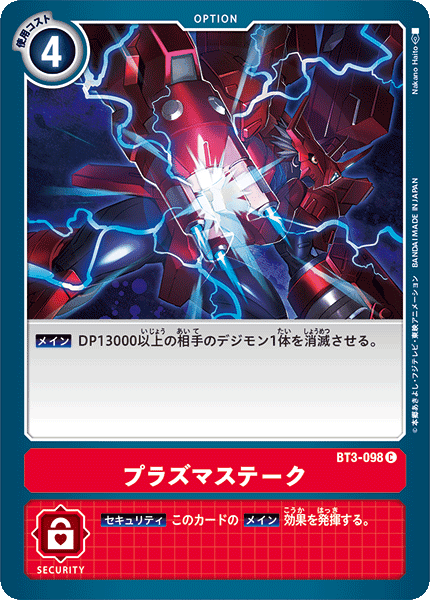 使用コスト
4
OPTION
Nakano Haito
©本郷あきよし・フジテレビ・東映アニメーション BANDAI MADE IN JAPAN
メイン DP13000以上の相手のデジモン1体を消滅させる。
BT3-098 C
プラズマステーク
セキュリティ このカードの メイン 効果を発揮する。
SECURITY